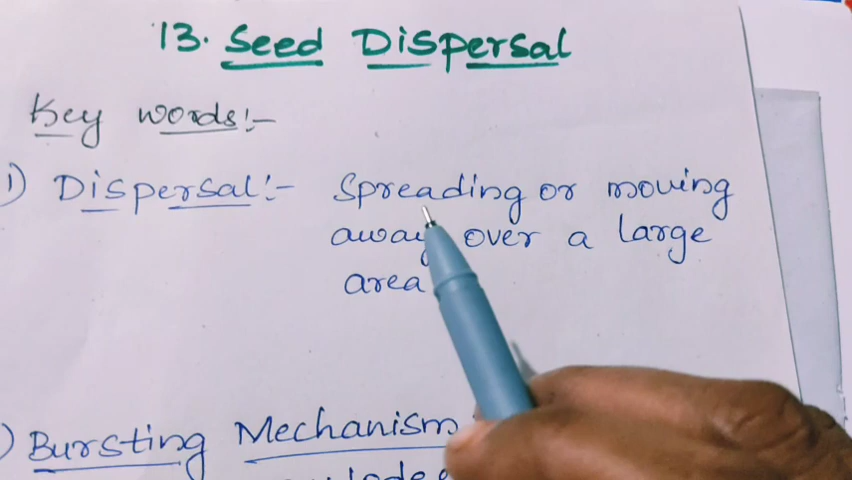 13. Seed Dispersal
Key words:-
1) Dispersal:- Spreading or moving
away over a large
area
) Bursting Mechanism